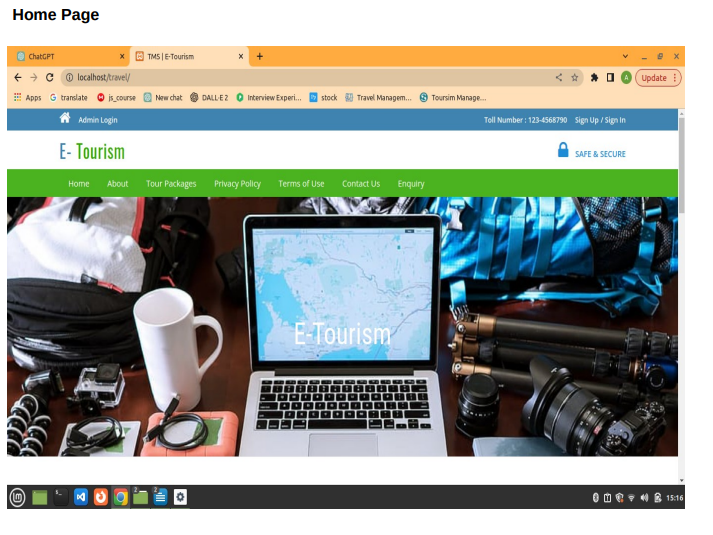 Home Page
ChatGPT
TMS | E-Tourism
localhost/travel/
Update
Apps translate js_course New chat DALL·E 2 Interview Experi... stock Travel Managem... Toursim Manage...
Admin Login Toll Number : 123-4568790 Sign Up / Sign In
E- Tourism SAFE & SECURE
Home About Tour Packages Privacy Policy Terms of Use Contact Us Enquiry
E-Tourism
15:16